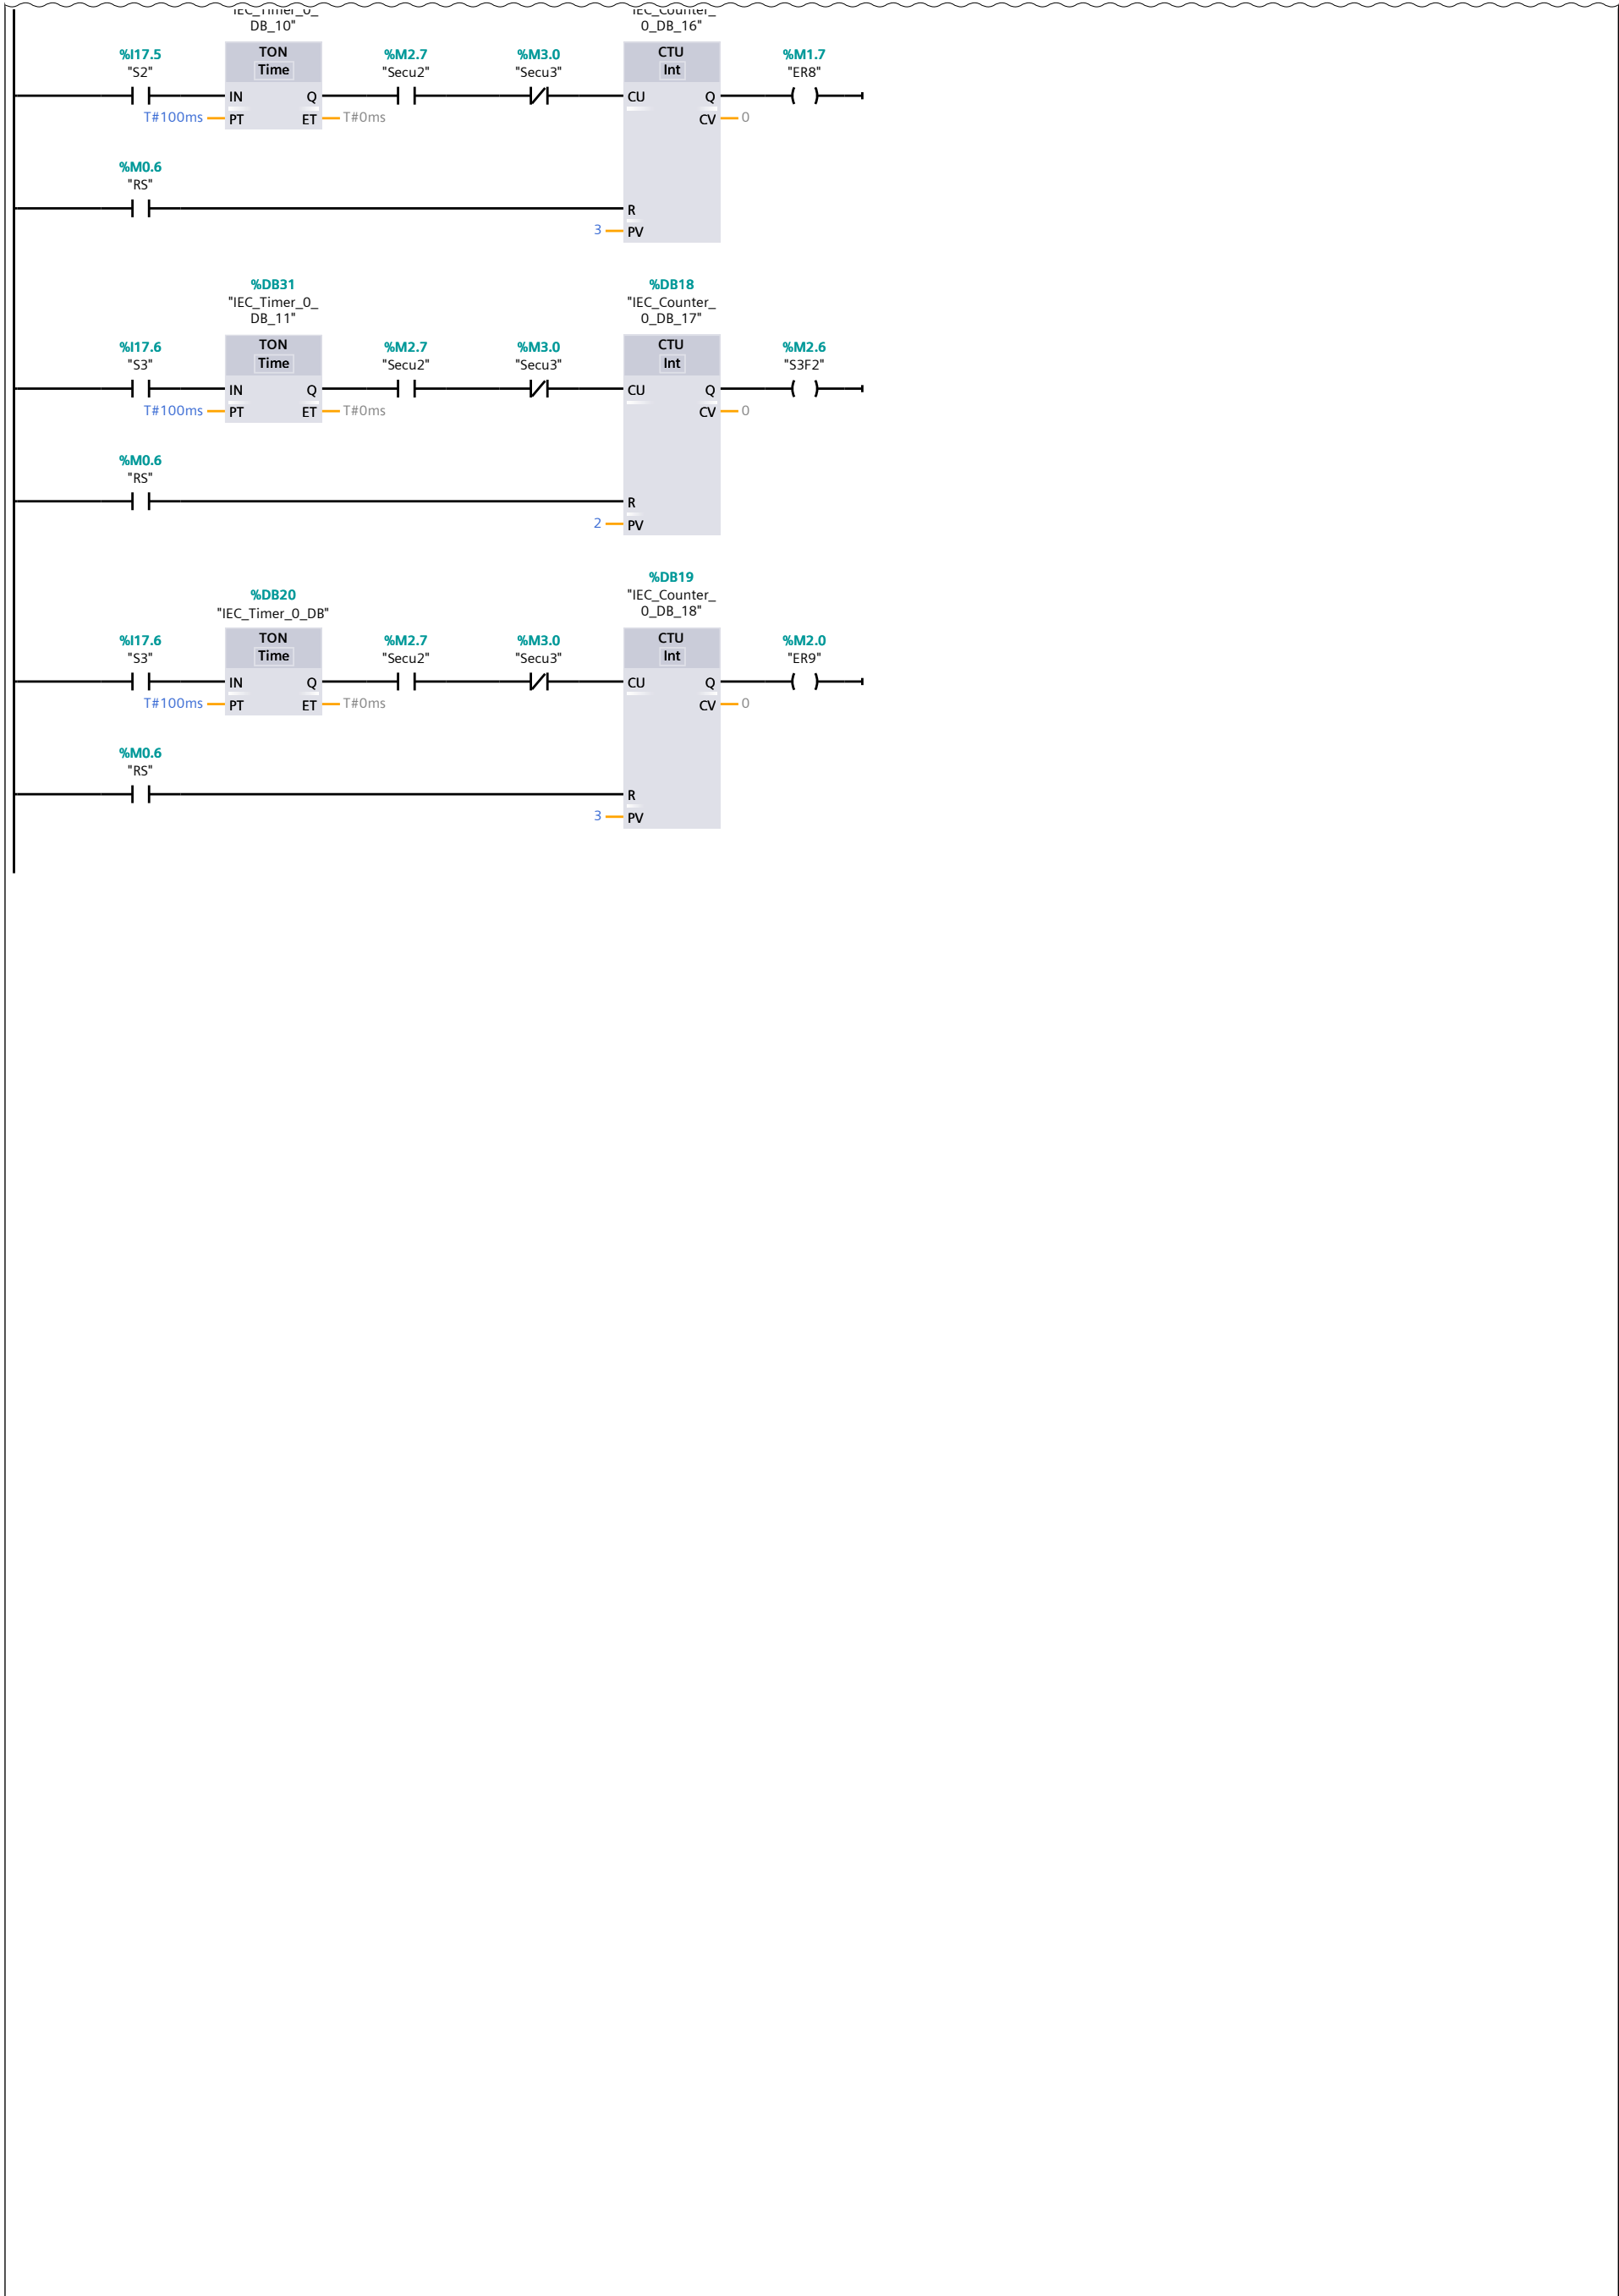 "IEC_Timer_0_
DB_10"
"IEC_Counter_
0_DB_16"
%I17.5
"S2"
TON
Time
%M2.7
"Secu2"
%M3.0
"Secu3"
CTU
Int
%M1.7
"ER8"
IN
Q
CU
Q
T#100ms
PT
ET
T#0ms
CV
0
%M0.6
"RS"
R
3
PV
%DB31
"IEC_Timer_0_
DB_11"
%DB18
"IEC_Counter_
0_DB_17"
%I17.6
"S3"
TON
Time
%M2.7
"Secu2"
%M3.0
"Secu3"
CTU
Int
%M2.6
"S3F2"
IN
Q
CU
Q
T#100ms
PT
ET
T#0ms
CV
0
%M0.6
"RS"
R
2
PV
%DB20
"IEC_Timer_0_DB"
%DB19
"IEC_Counter_
0_DB_18"
%I17.6
"S3"
TON
Time
%M2.7
"Secu2"
%M3.0
"Secu3"
CTU
Int
%M2.0
"ER9"
IN
Q
CU
Q
T#100ms
PT
ET
T#0ms
CV
0
%M0.6
"RS"
R
3
PV